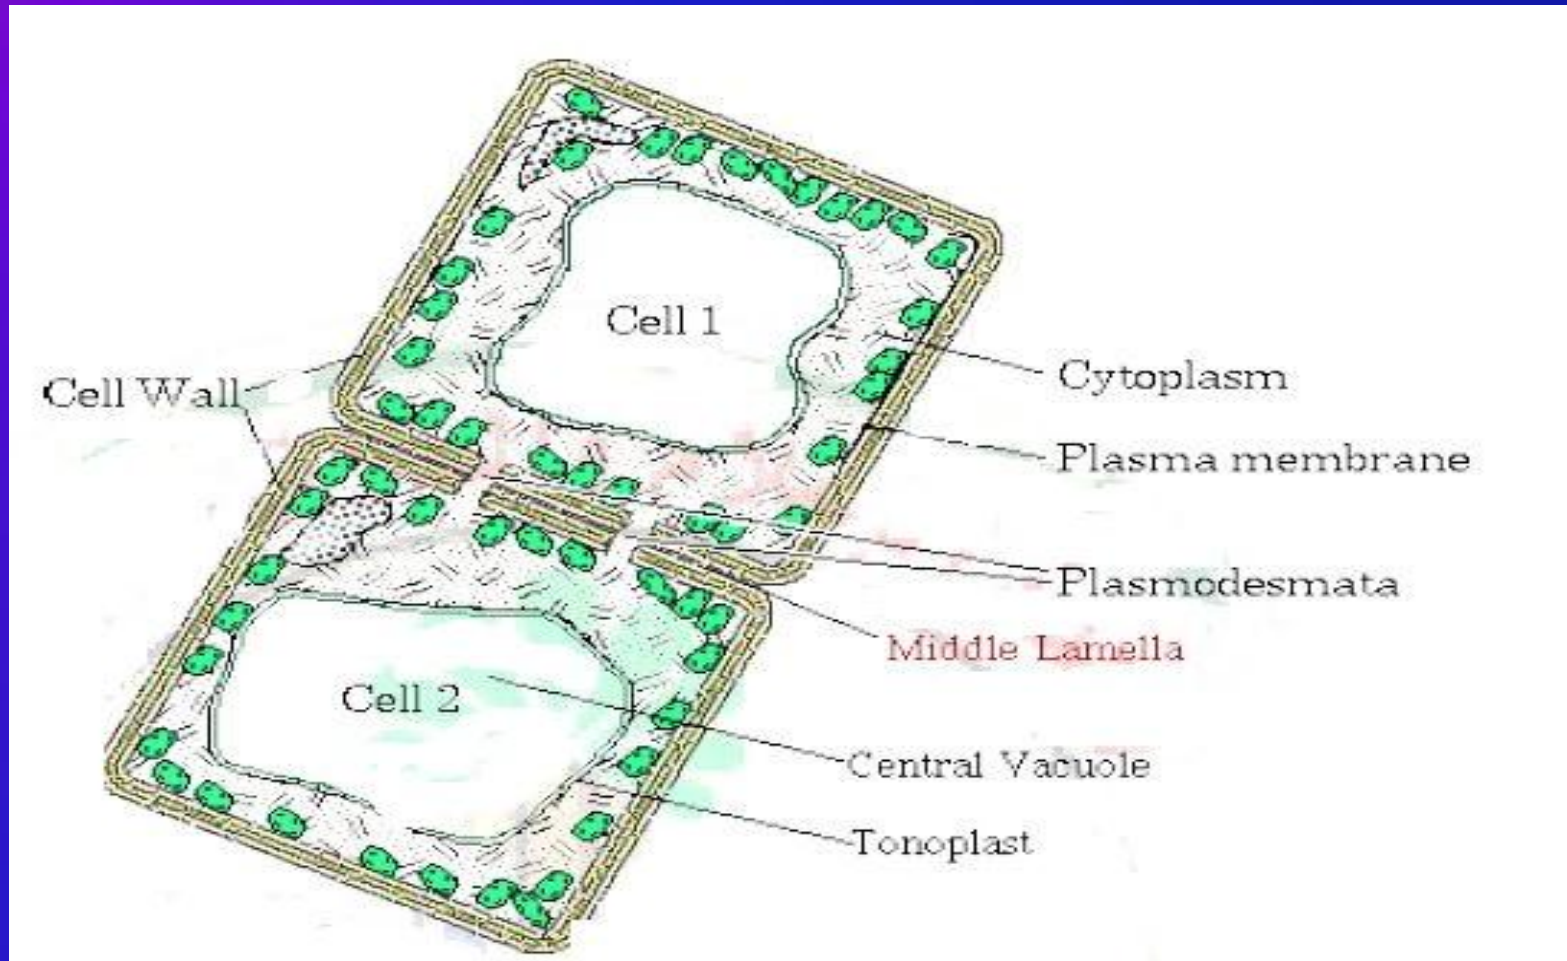 Cell 1
Cell Wall
Cytoplasm
Plasma membrane
Plasmodesmata
Middle Lamella
Cell 2
Central Vacuole
Tonoplast